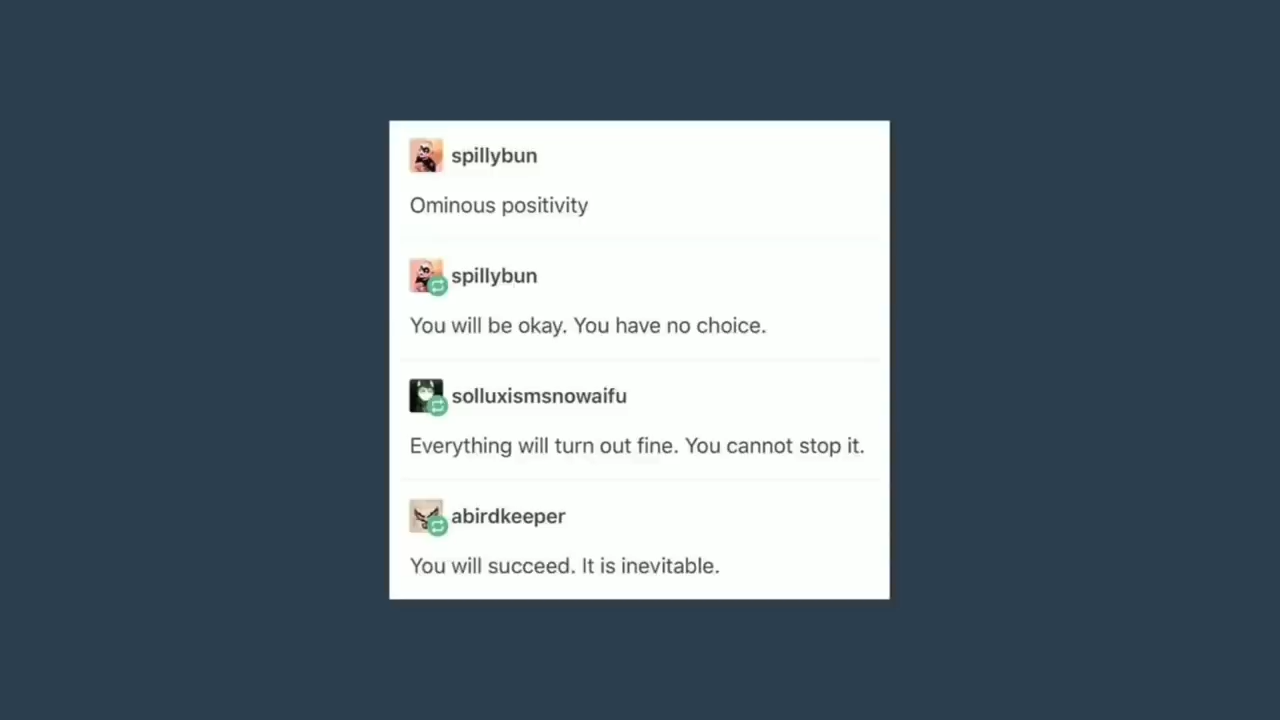 spillybun
Ominous positivity
spillybun
You will be okay. You have no choice.
solluxismsnowaifu
Everything will turn out fine. You cannot stop it.
abirdkeeper
You will succeed. It is inevitable.